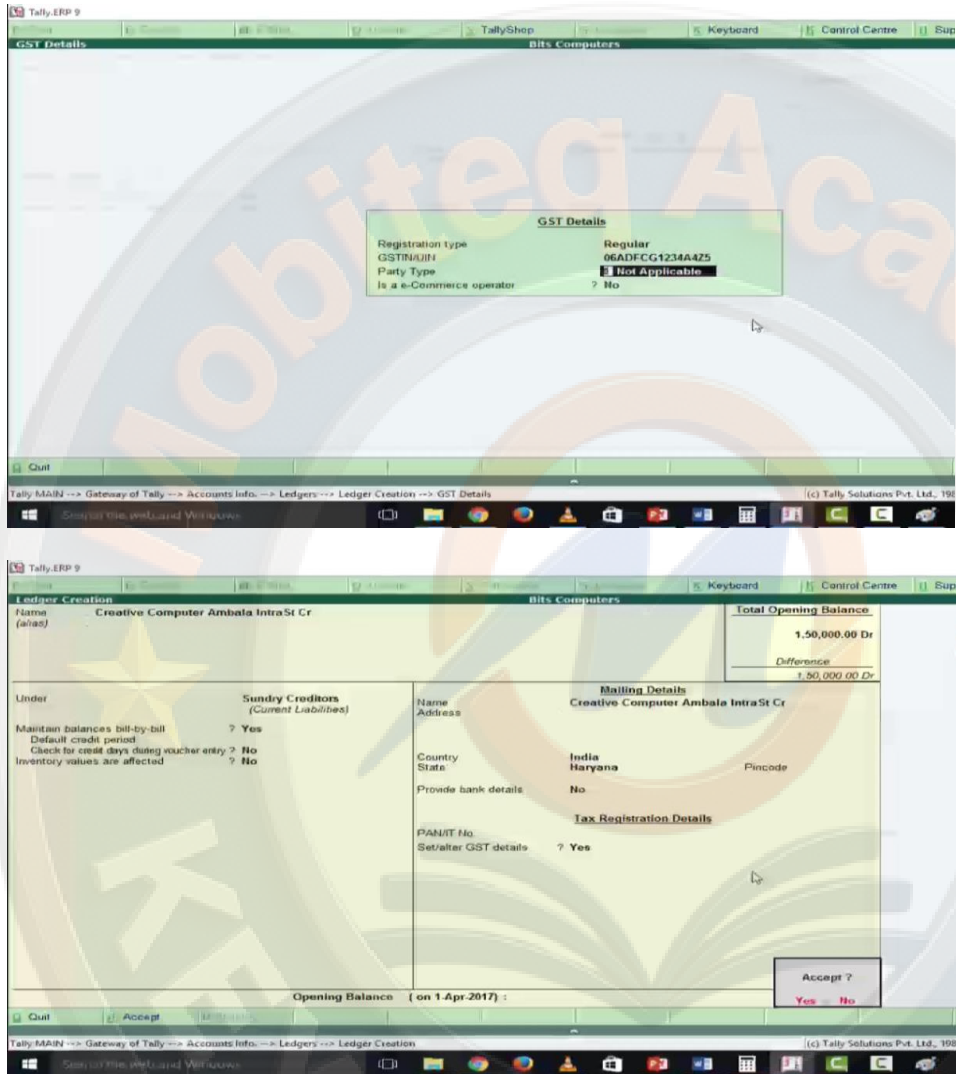 Tally.ERP 9
TallyShop Keyboard Control Centre Sup
GST Details Bits Computers
Mobiteq Aca
GST Details
Registration type Regular
GSTIN/UIN 06ADFCG1234A4Z5
Party Type Not Applicable
Is a e-Commerce operator ? No
Quit
Tally MAIN --> Gateway of Tally --> Accounts Info. --> Ledgers --> Ledger Creation --> GST Details (c) Tally Solutions Pvt. Ltd., 198
Tally.ERP 9
Keyboard Control Centre Sup
Ledger Creation Bits Computers
Name Creative Computer Ambala IntraSt Cr Total Opening Balance
(alias)
1,50,000.00 Dr
Difference
1,50,000.00 Dr
Mailing Details
Under Sundry Creditors Name Creative Computer Ambala IntraSt Cr
(Current Liabilities) Address
Maintain balances bill-by-bill ? Yes
Default credit period
Check for credit days during voucher entry ? No
Inventory values are affected ? No
Country India
State Haryana Pincode
Provide bank details No
Tax Registration Details
PAN/IT No.
Set/alter GST details ? Yes
Accept ?
Yes No
Opening Balance ( on 1-Apr-2017) :
Quit Accept
Tally MAIN --> Gateway of Tally --> Accounts Info. --> Ledgers --> Ledger Creation (c) Tally Solutions Pvt. Ltd., 198